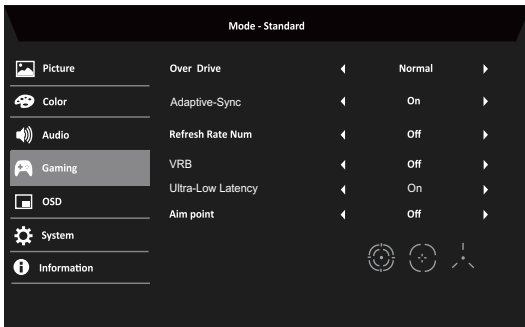 Mode - Standard
Picture
Over Drive Normal
Color
Adaptive-Sync On
Audio
Refresh Rate Num Off
Gaming
VRB Off
Ultra-Low Latency On
OSD
Aim point Off
System
Information